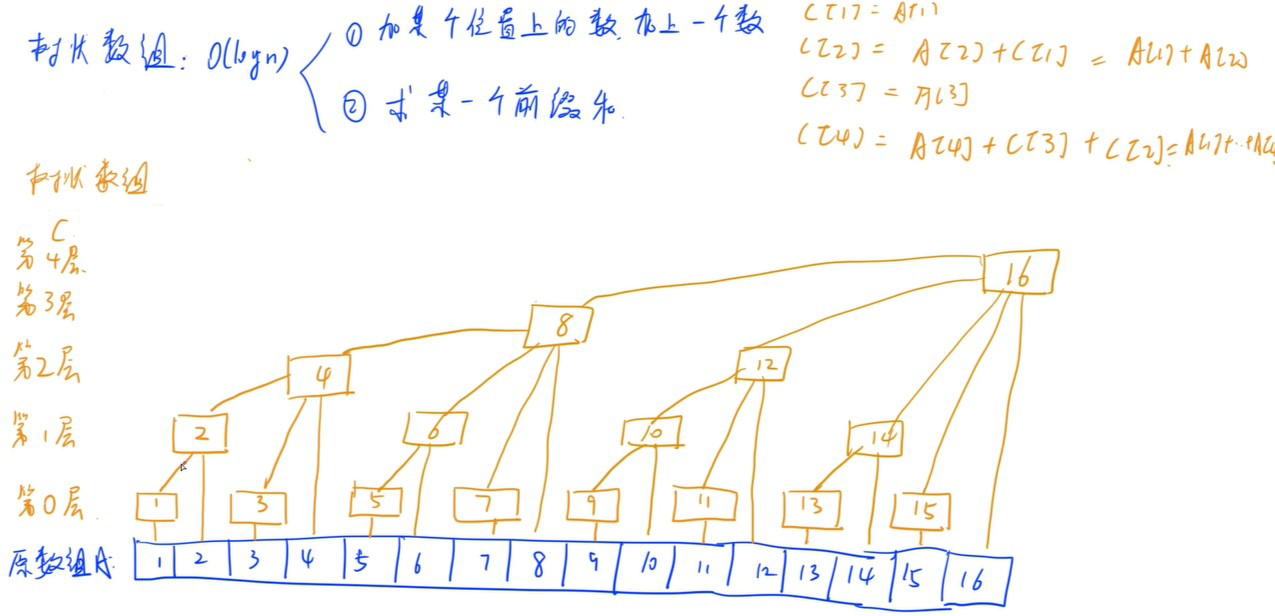 树状数组: O(logn)
① 给某个位置上的数 加上一个数
② 求某一个前缀和.
C[1] = A[1]
C[2] = A[2]+C[1] = A[1]+A[2]
C[3] = A[3]
C[4] = A[4]+C[3]+C[2]=A[1]+..+A[4
树状数组
C
第4层
第3层
第2层
第1层
第0层
16
8
12
4
2
6
10
14
1 3 5 7 9 11 13 15
原数组A: 1 2 3 4 5 6 7 8 9 10 11 12 13 14 15 16